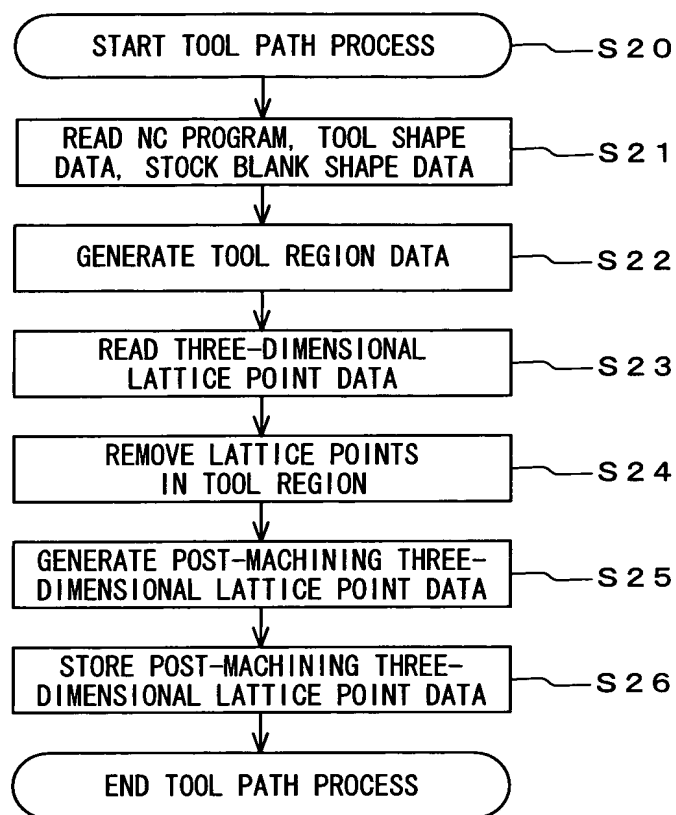 START TOOL PATH PROCESS
S20
READ NC PROGRAM, TOOL SHAPE
DATA, STOCK BLANK SHAPE DATA
S21
GENERATE TOOL REGION DATA
S22
READ THREE-DIMENSIONAL
LATTICE POINT DATA
S23
REMOVE LATTICE POINTS
IN TOOL REGION
S24
GENERATE POST-MACHINING THREE-
DIMENSIONAL LATTICE POINT DATA
S25
STORE POST-MACHINING THREE-
DIMENSIONAL LATTICE POINT DATA
S26
END TOOL PATH PROCESS